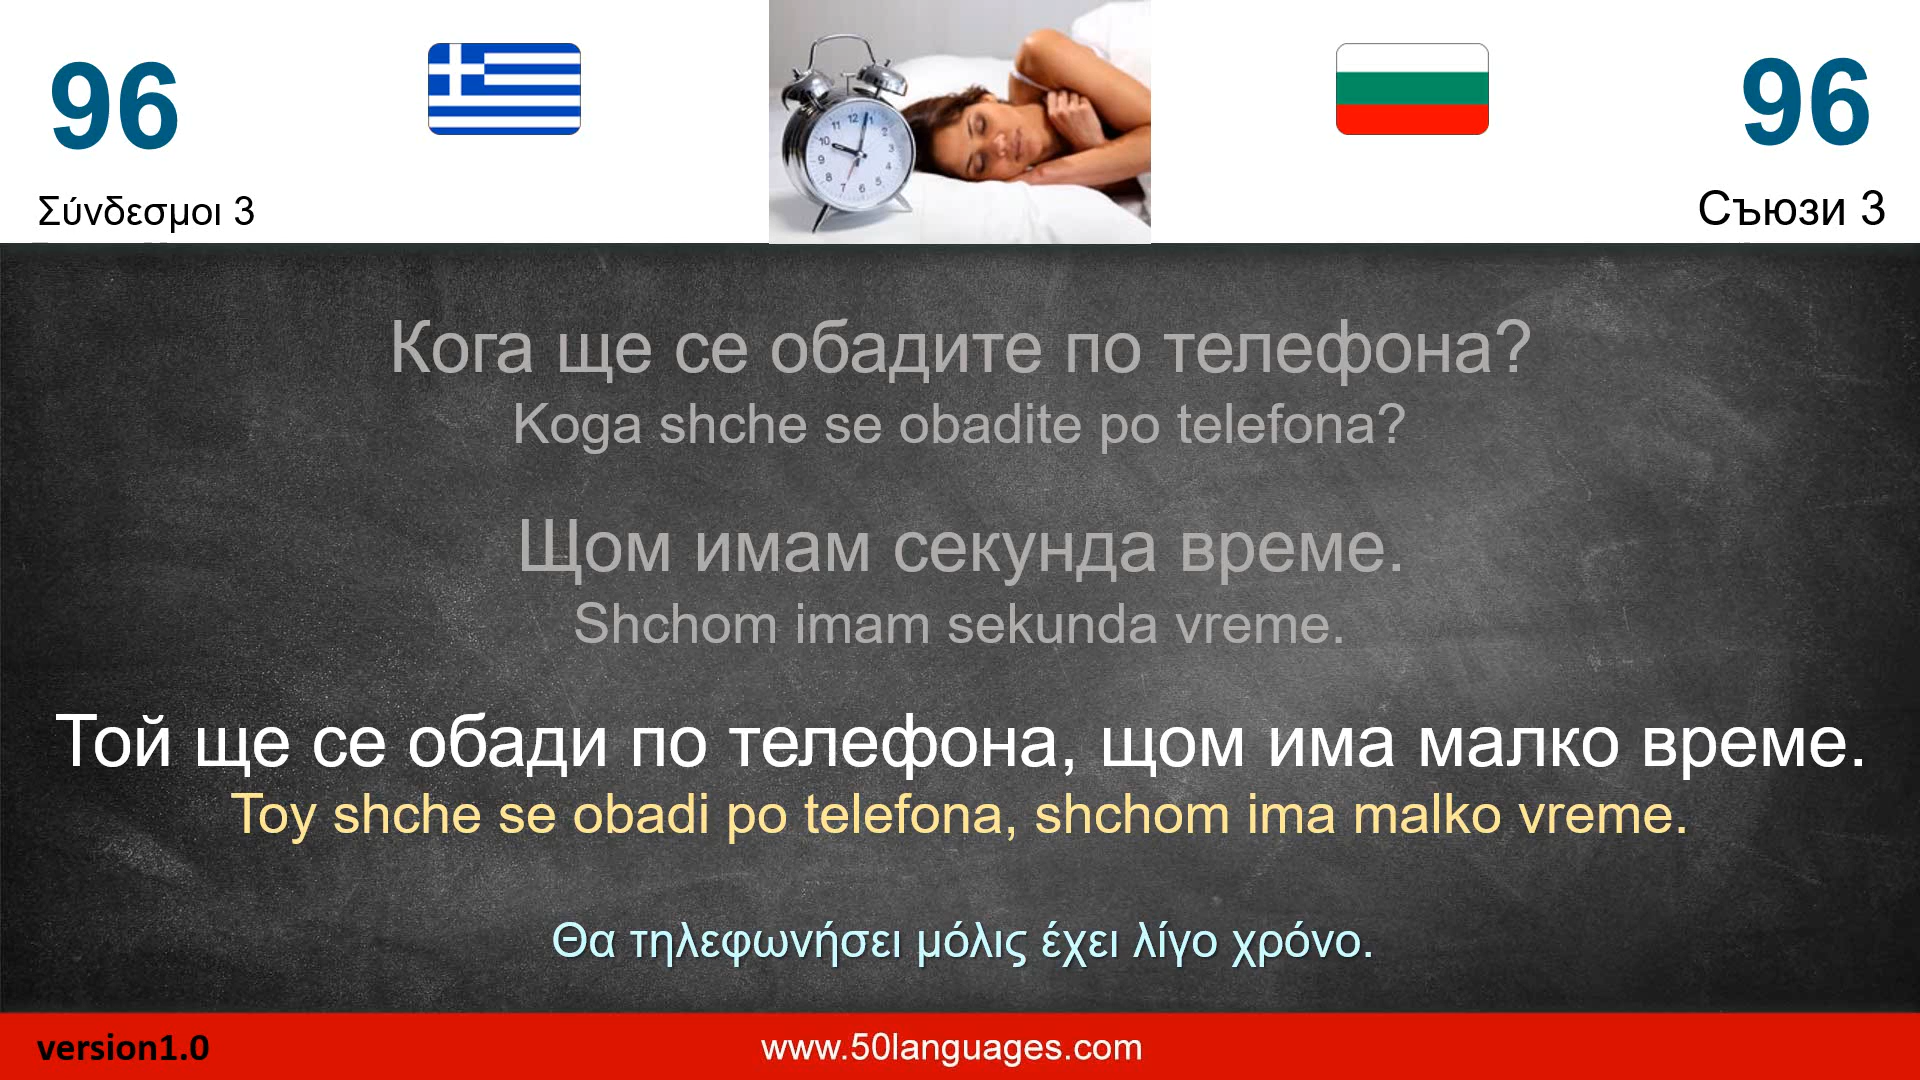 96
96
Σύνδεσμοι 3
Съюзи 3
Кога ще се обадите по телефона?
Koga shche se obadite po telefona?
Щом имам секунда време.
Shchom imam sekunda vreme.
Той ще се обади по телефона, щом има малко време.
Toy shche se obadi po telefona, shchom ima malko vreme.
Θα τηλεφωνήσει μόλις έχει λίγο χρόνο.
version1.0
www.50languages.com